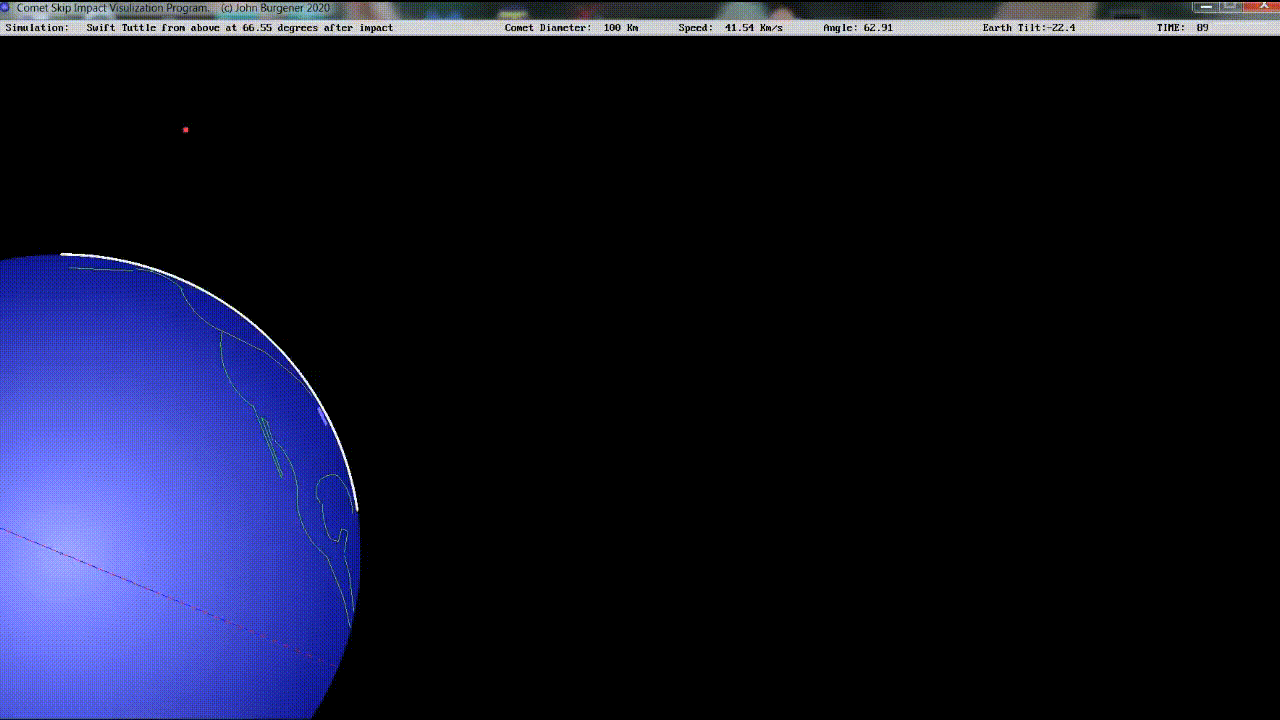 Comet Skip Impact Visulization Program. (c) John Burgener 2020
Simulation: Swift Tuttle from above at 66.55 degrees after impact Comet Diameter: 100 Km Speed: 41.54 Km/s Angle: 62.91 Earth Tilt:-22.4 TIME: 09